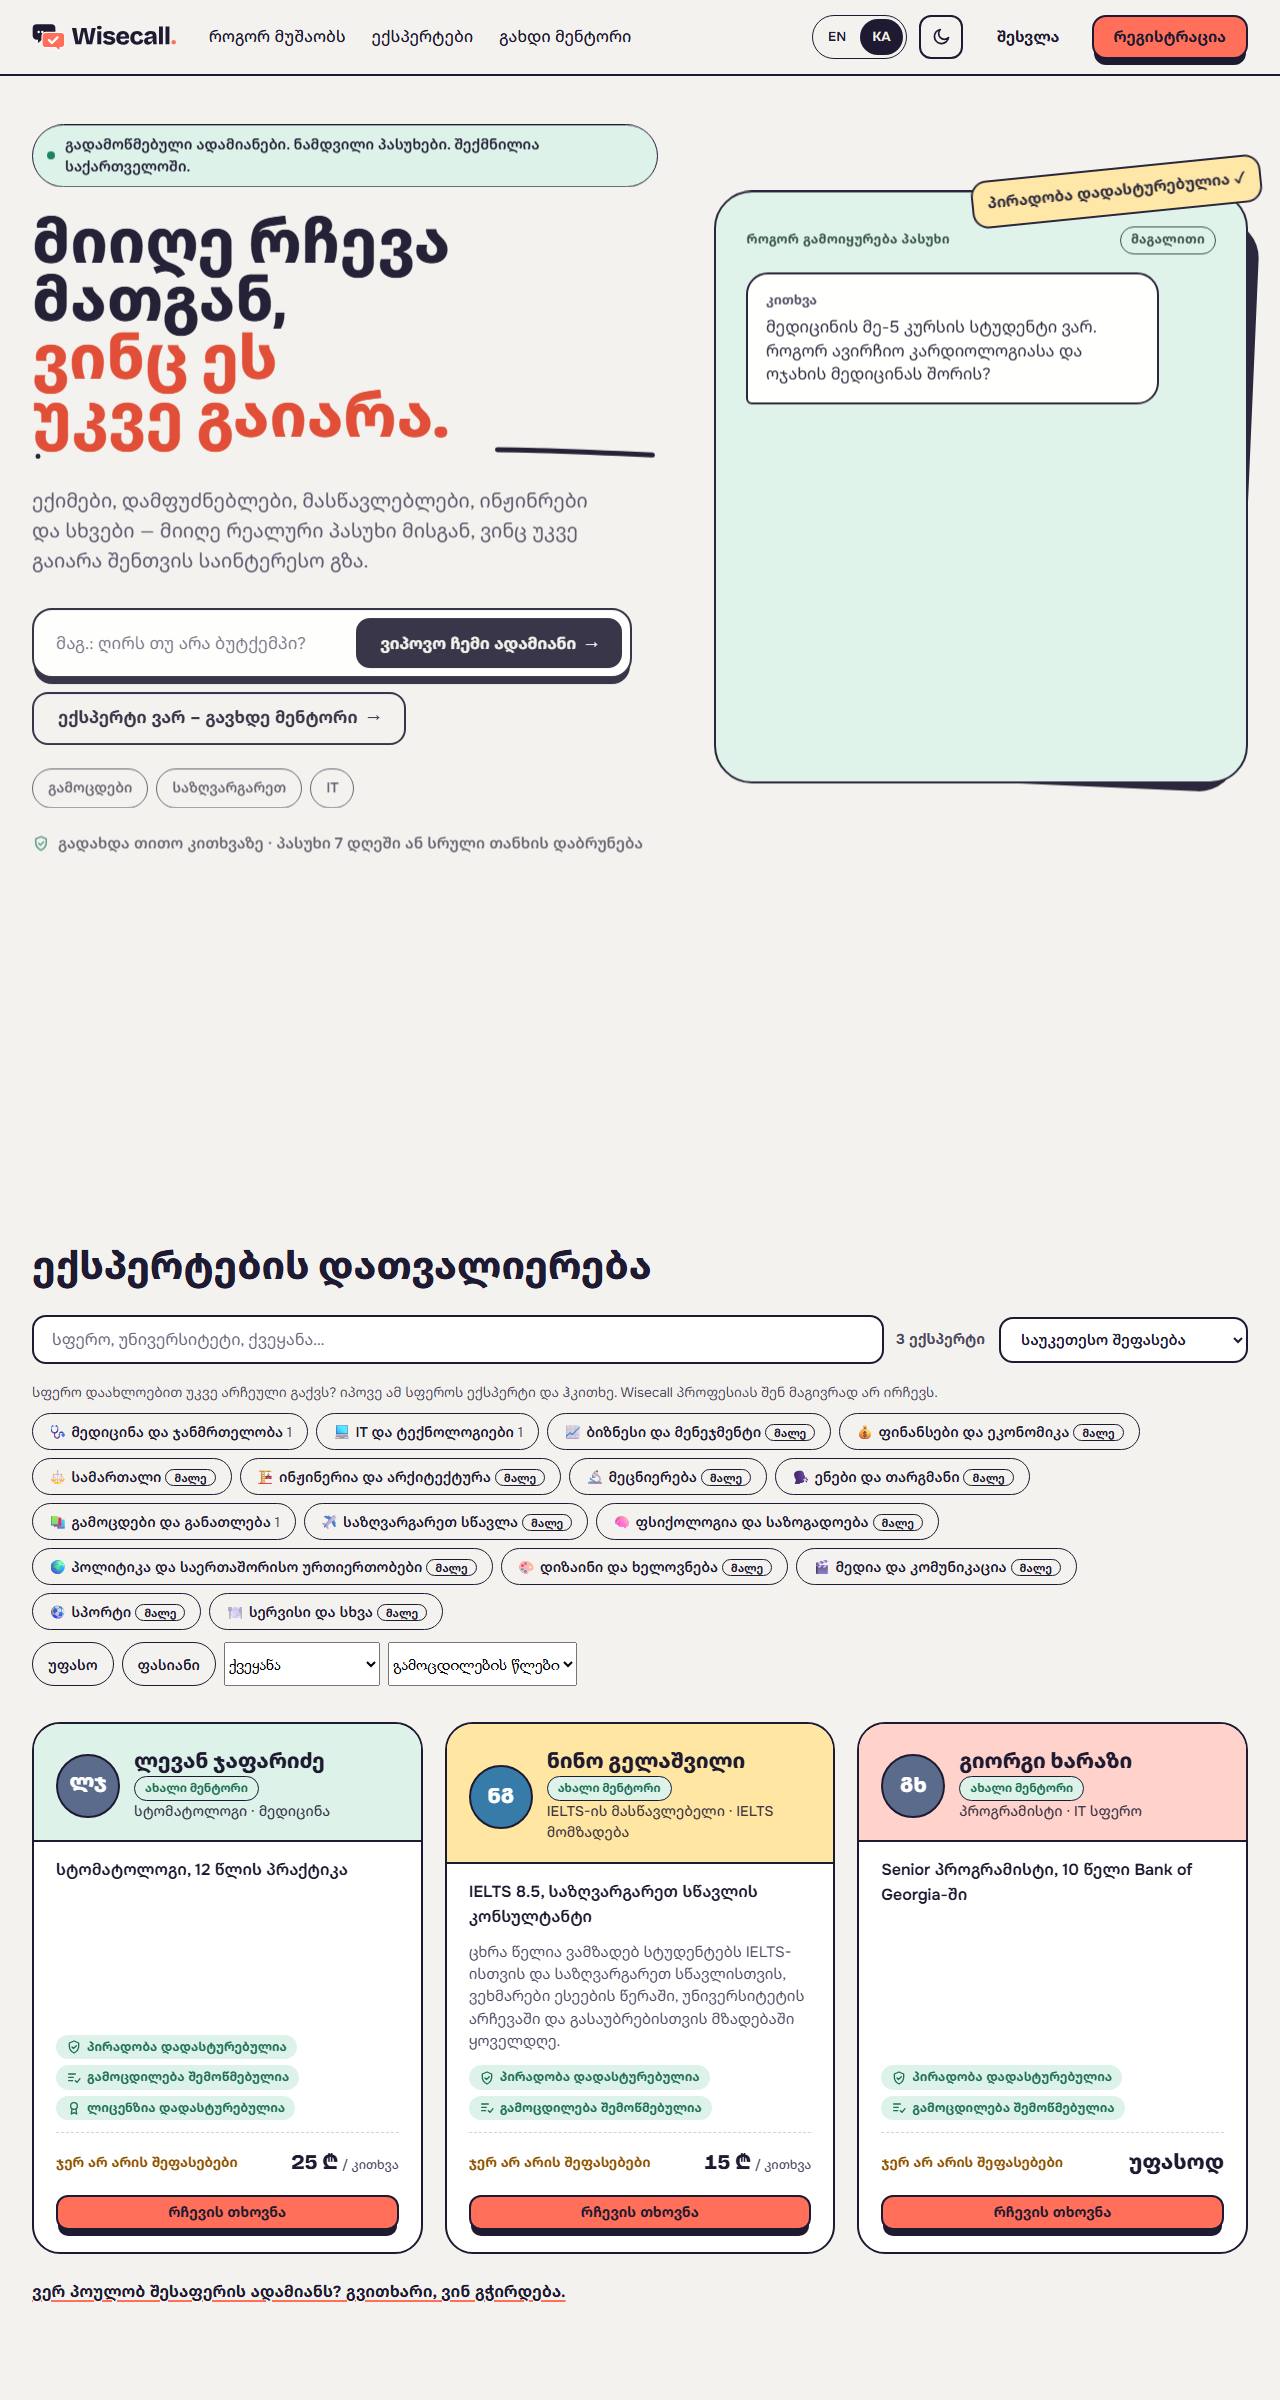 Wisecall.
როგორ მუშაობს
ექსპერტები
გახდი მენტორი
EN
KA
შესვლა
რეგისტრაცია
გადამოწმებული ადამიანები. ნამდვილი პასუხები. შექმნილია
საქართველოში.
მიიღე რჩევა
მათგან,
ვინც ეს
უკვე გაიარა.
ექიმები, დამფუძნებლები, მასწავლებლები, ინჟინრები
და სხვები — მიიღე რეალური პასუხი მისგან, ვინც უკვე
გაიარა შენთვის საინტერესო გზა.
მაგ.: ღირს თუ არა ბუტქემპი?
ვიპოვო ჩემი ადამიანი →
ექსპერტი ვარ – გავხდე მენტორი →
გამოცდები
საზღვარგარეთ
IT
გადახდა თითო კითხვაზე · პასუხი 7 დღეში ან სრული თანხის დაბრუნება
პირადობა დადასტურებულია ✓
როგორ გამოიყურება პასუხი
მაგალითი
კითხვა
მედიცინის მე-5 კურსის სტუდენტი ვარ.
როგორ ავირჩიო კარდიოლოგიასა და
ოჯახის მედიცინას შორის?
ექსპერტების დათვალიერება
სფერო, უნივერსიტეტი, ქვეყანა...
3 ექსპერტი
საუკეთესო შეფასება
სფერო დაახლოებით უკვე არჩეული გაქვს? იპოვე ამ სფეროს ექსპერტი და ჰკითხე. Wisecall პროფესიას შენ მაგივრად არ ირჩევს.
მედიცინა და ჯანმრთელობა 1
IT და ტექნოლოგიები 1
ბიზნესი და მენეჯმენტი მალე
ფინანსები და ეკონომიკა მალე
სამართალი მალე
ინჟინერია და არქიტექტურა მალე
მეცნიერება მალე
ენები და თარგმანი მალე
გამოცდები და განათლება 1
საზღვარგარეთ სწავლა მალე
ფსიქოლოგია და საზოგადოება მალე
პოლიტიკა და საერთაშორისო ურთიერთობები მალე
დიზაინი და ხელოვნება მალე
მედია და კომუნიკაცია მალე
სპორტი მალე
სერვისი და სხვა მალე
უფასო
ფასიანი
ქვეყანა
გამოცდილების წლები
ლჯ
ლევან ჯაფარიძე
ახალი მენტორი
სტომატოლოგი · მედიცინა
სტომატოლოგი, 12 წლის პრაქტიკა
პირადობა დადასტურებულია
გამოცდილება შემოწმებულია
ლიცენზია დადასტურებულია
ჯერ არ არის შეფასებები
25 ₾ / კითხვა
რჩევის თხოვნა
ნგ
ნინო გელაშვილი
ახალი მენტორი
IELTS-ის მასწავლებელი · IELTS
მომზადება
IELTS 8.5, საზღვარგარეთ სწავლის
კონსულტანტი
ცხრა წელია ვამზადებ სტუდენტებს IELTS-
ისთვის და საზღვარგარეთ სწავლისთვის,
ვეხმარები ესეების წერაში, უნივერსიტეტის
არჩევაში და გასაუბრებისთვის მზადებაში
ყოველდღე.
პირადობა დადასტურებულია
გამოცდილება შემოწმებულია
ჯერ არ არის შეფასებები
15 ₾ / კითხვა
რჩევის თხოვნა
გხ
გიორგი ხარაზი
ახალი მენტორი
პროგრამისტი · IT სფერო
Senior პროგრამისტი, 10 წელი Bank of
Georgia-ში
პირადობა დადასტურებულია
გამოცდილება შემოწმებულია
ჯერ არ არის შეფასებები
უფასოდ
რჩევის თხოვნა
ვერ პოულობ შესაფერის ადამიანს? გვითხარი, ვინ გჭირდება.